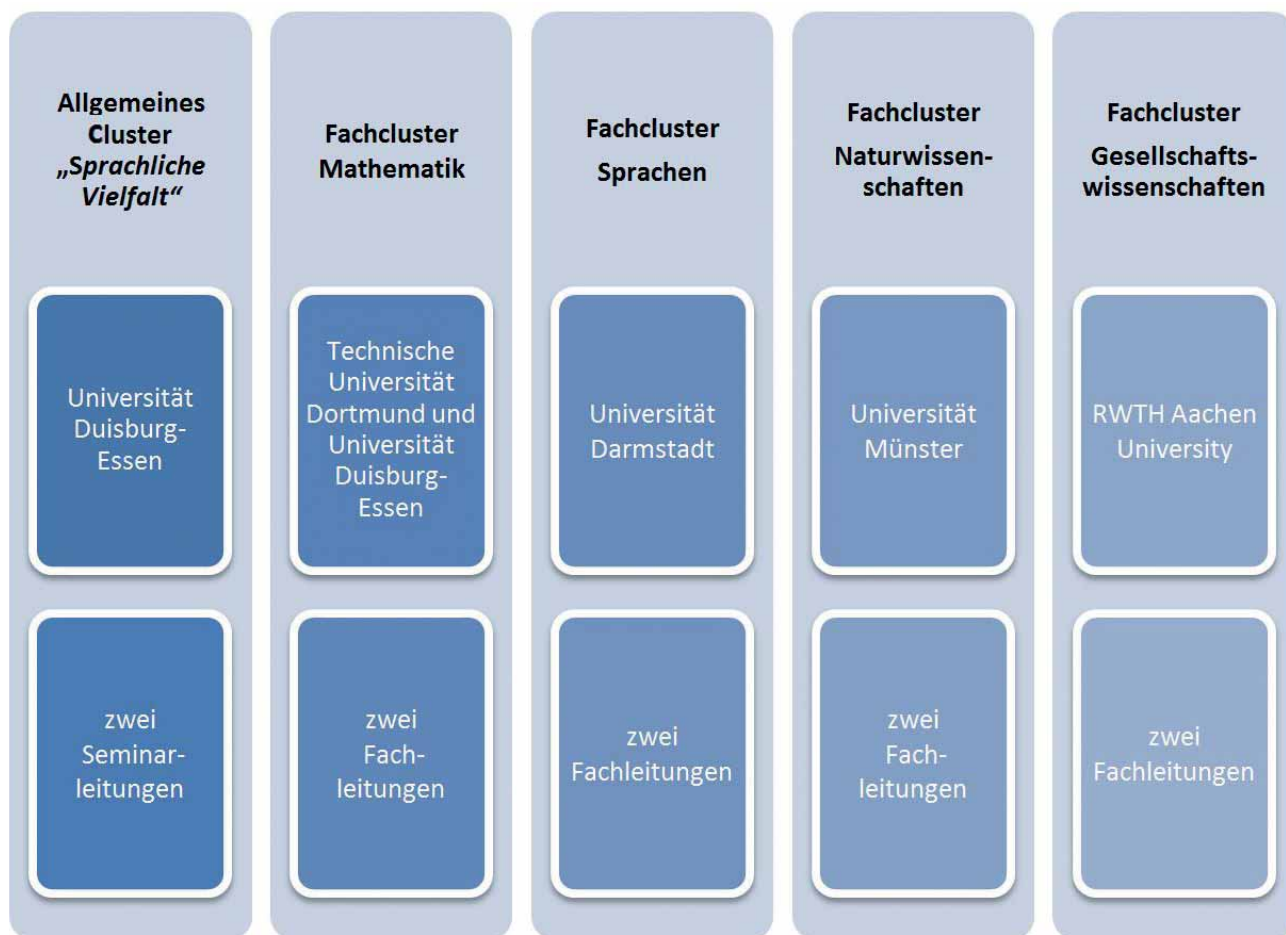 Allgemeines
Cluster
„Sprachliche
Vielfalt“
Universität
Duisburg-
Essen
zwei
Seminar-
leitungen
Fachcluster
Mathematik
Technische
Universität
Dortmund und
Universität
Duisburg-
Essen
zwei
Fach-
leitungen
Fachcluster
Sprachen
Universität
Darmstadt
zwei
Fachleitungen
Fachcluster
Naturwissen-
schaften
Universität
Münster
zwei
Fach-
leitungen
Fachcluster
Gesellschafts-
wissenschaften
RWTH Aachen
University
zwei
Fachleitungen